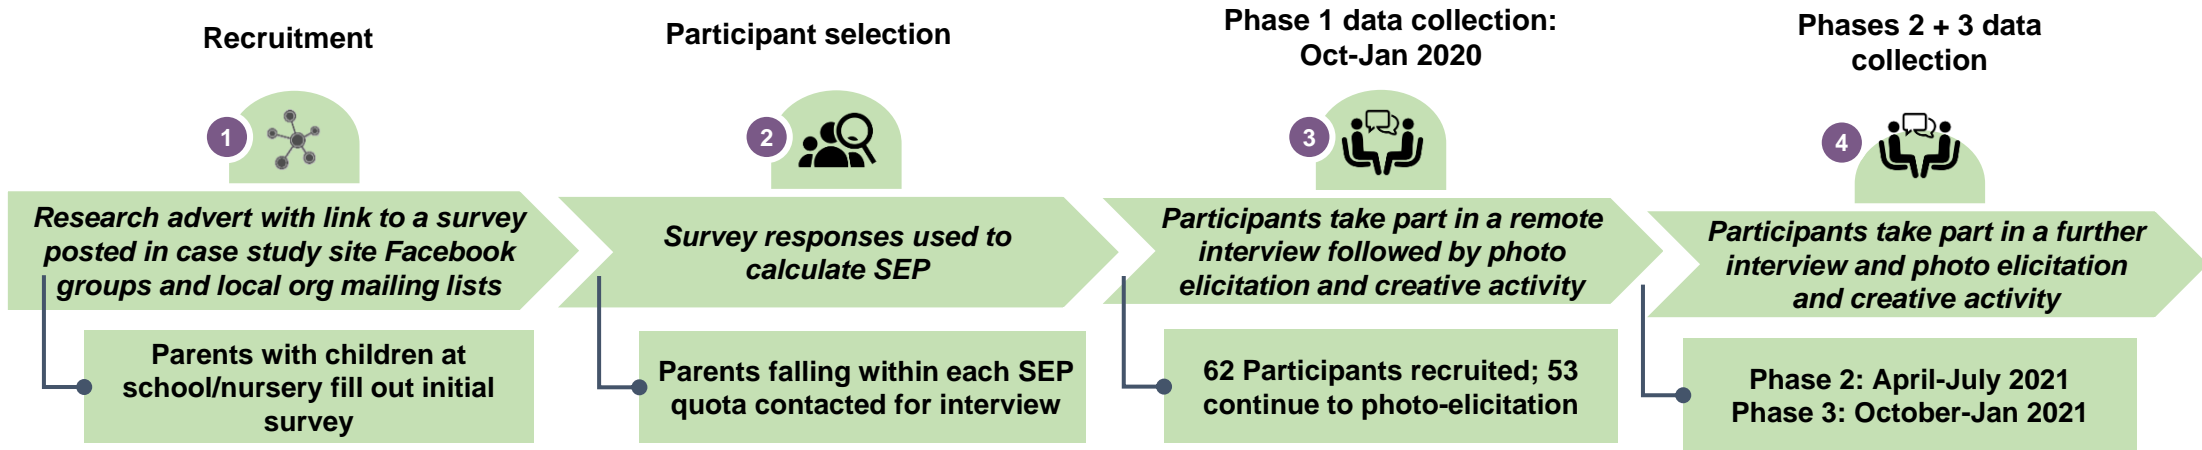 Recruitment
1
Research advert with link to a survey
posted in case study site Facebook
groups and local org mailing lists
Parents with children at
school/nursery fill out initial
survey
Participant selection
2
Survey responses used to
calculate SEP
Parents falling within each SEP
quota contacted for interview
Phase 1 data collection:
Oct-Jan 2020
3
Participants take part in a remote
interview followed by photo
elicitation and creative activity
62 Participants recruited; 53
continue to photo-elicitation
Phases 2 + 3 data
collection
4
Participants take part in a further
interview and photo elicitation
and creative activity
Phase 2: April-July 2021
Phase 3: October-Jan 2021